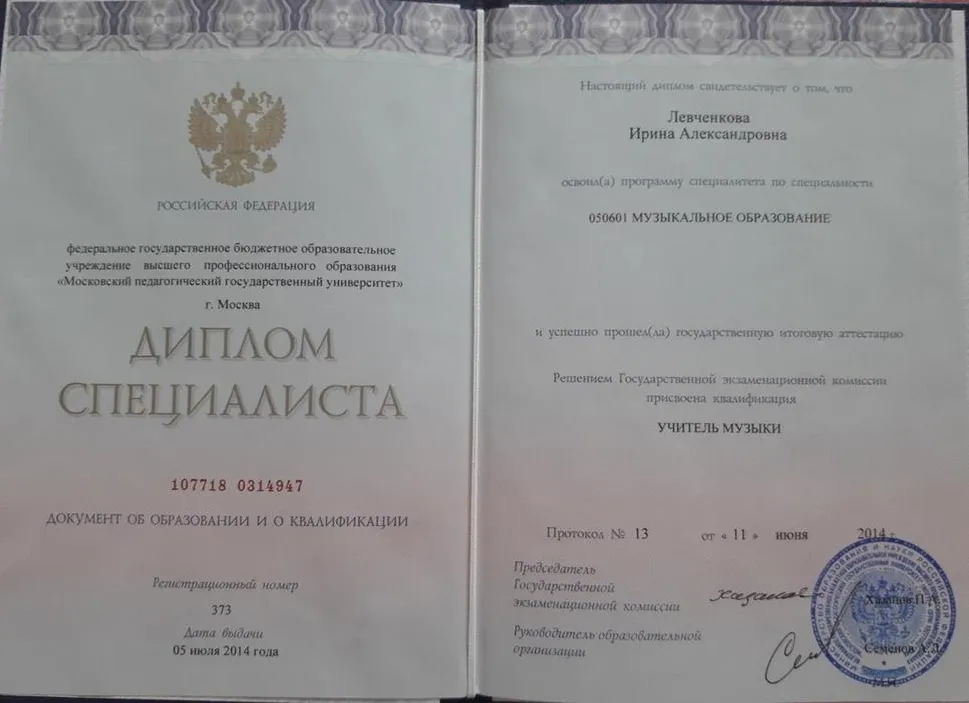 РОССИЙСКАЯ ФЕДЕРАЦИЯ
федеральное государственное бюджетное образовательное
учреждение высшего профессионального образования
«Московский педагогический государственный университет»
г. Москва
ДИПЛОМ
СПЕЦИАЛИСТА
107718 0314947
ДОКУМЕНТ ОБ ОБРАЗОВАНИИ И О КВАЛИФИКАЦИИ
Регистрационный номер
373
Дата выдачи
05 июля 2014 года
Настоящий диплом свидетельствует о том, что
Левченкова
Ирина Александровна
освоил(а) программу специалитета по специальности
050601 МУЗЫКАЛЬНОЕ ОБРАЗОВАНИЕ
и успешно прошел(ла) государственную итоговую аттестацию
Решением Государственной экзаменационной комиссии
присвоена квалификация
УЧИТЕЛЬ МУЗЫКИ
Протокол № 13 от « 11 » июня 2014 г.
Председатель
Государственной
экзаменационной комиссии
Хазанов П.А.
Руководитель образовательной
организации
Семенов А.Л.
М.П.